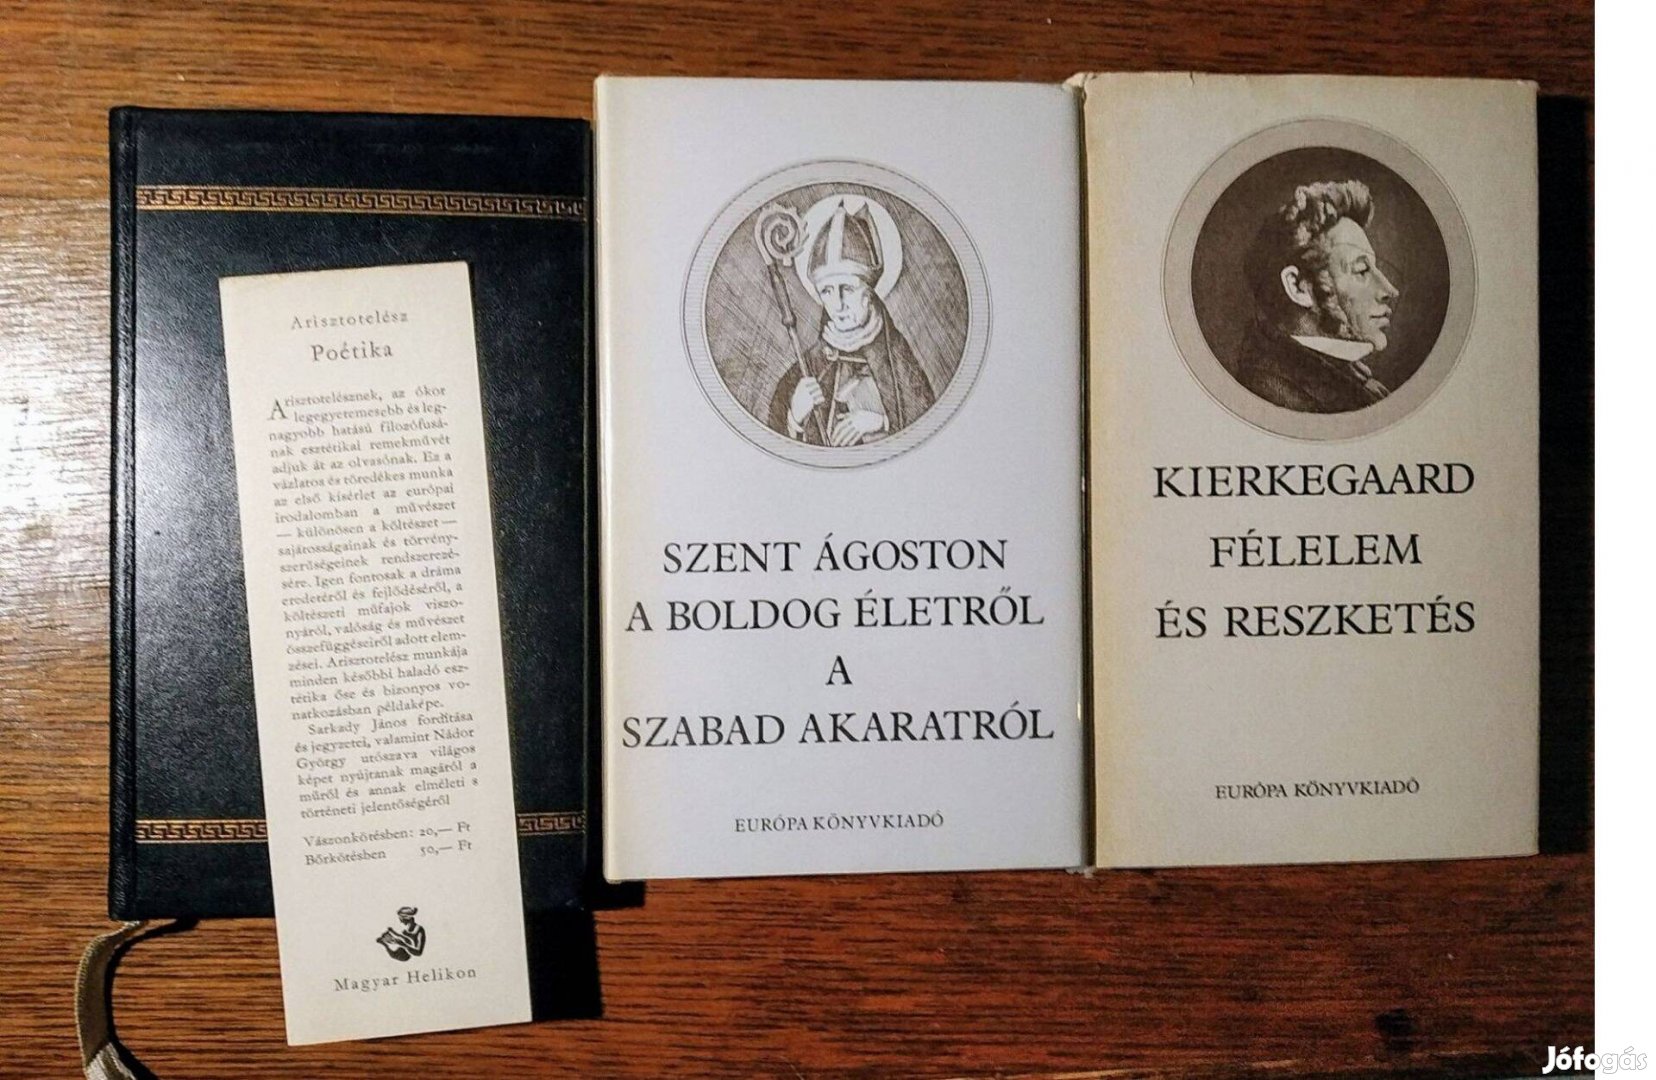 Arisztotelész
Poétika
Arisztotelésznek, az ókor
legegyetemesebb és leg-
nagyobb hatású filozófusá-
nak esztétikai remekművét
adjuk át az olvasónak. Ez a
vázlatos és töredékes munka
az első kísérlet az európai
irodalomban a művészet
— különösen a költészet —
sajátosságainak és törvény-
szerűségeinek rendszerezé-
sére. Igen fontosak a dráma
eredetéről és fejlődéséről, a
költészeti műfajok viszo-
nyáról, valóság és művészet
összefüggéseiről adott elem-
zései. Arisztotelész munkája
minden későbbi haladó esz-
tétika őse és bizonyos vo-
natkozásban példaképe.
Sarkady János fordítása
és jegyzetei, valamint Nádor
György utószava világos
képet nyújtanak magáról a
műről és annak elméleti s
történeti jelentőségéről
Vászonkötésben: 20,— Ft
Bőrkötésben 50,— Ft
Magyar Helikon
SZENT ÁGOSTON
A BOLDOG ÉLETRŐL
A
SZABAD AKARATRÓL
EURÓPA KÖNYVKIADÓ
KIERKEGAARD
FÉLELEM
ÉS RESZKETÉS
EURÓPA KÖNYVKIADÓ
Jófogás